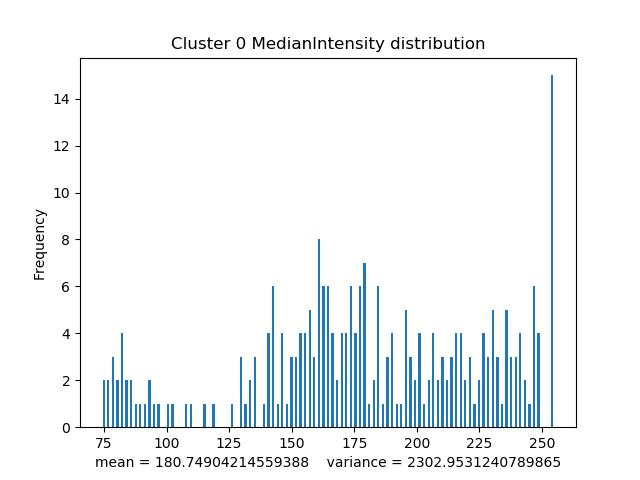 Cluster 0 MedianIntensity distribution
Frequency
14
12
10
8
6
4
2
0
75 100 125 150 175 200 225 250
mean = 180.74904214559388 variance = 2302.9531240789865